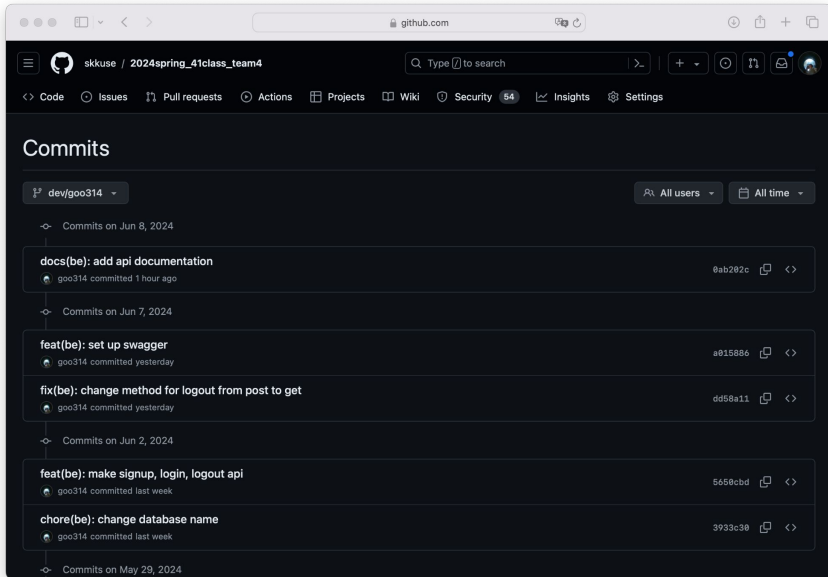 github.com
skkuse / 2024spring_41class_team4
Type / to search
Code Issues Pull requests Actions Projects Wiki Security 54 Insights Settings
Commits
dev/goo314 All users All time
Commits on Jun 8, 2024
docs(be): add api documentation
goo314 committed 1 hour ago
0ab202c
Commits on Jun 7, 2024
feat(be): set up swagger
goo314 committed yesterday
a015886
fix(be): change method for logout from post to get
goo314 committed yesterday
dd58a11
Commits on Jun 2, 2024
feat(be): make signup, login, logout api
goo314 committed last week
5650cbd
chore(be): change database name
goo314 committed last week
3933c30
Commits on May 29, 2024